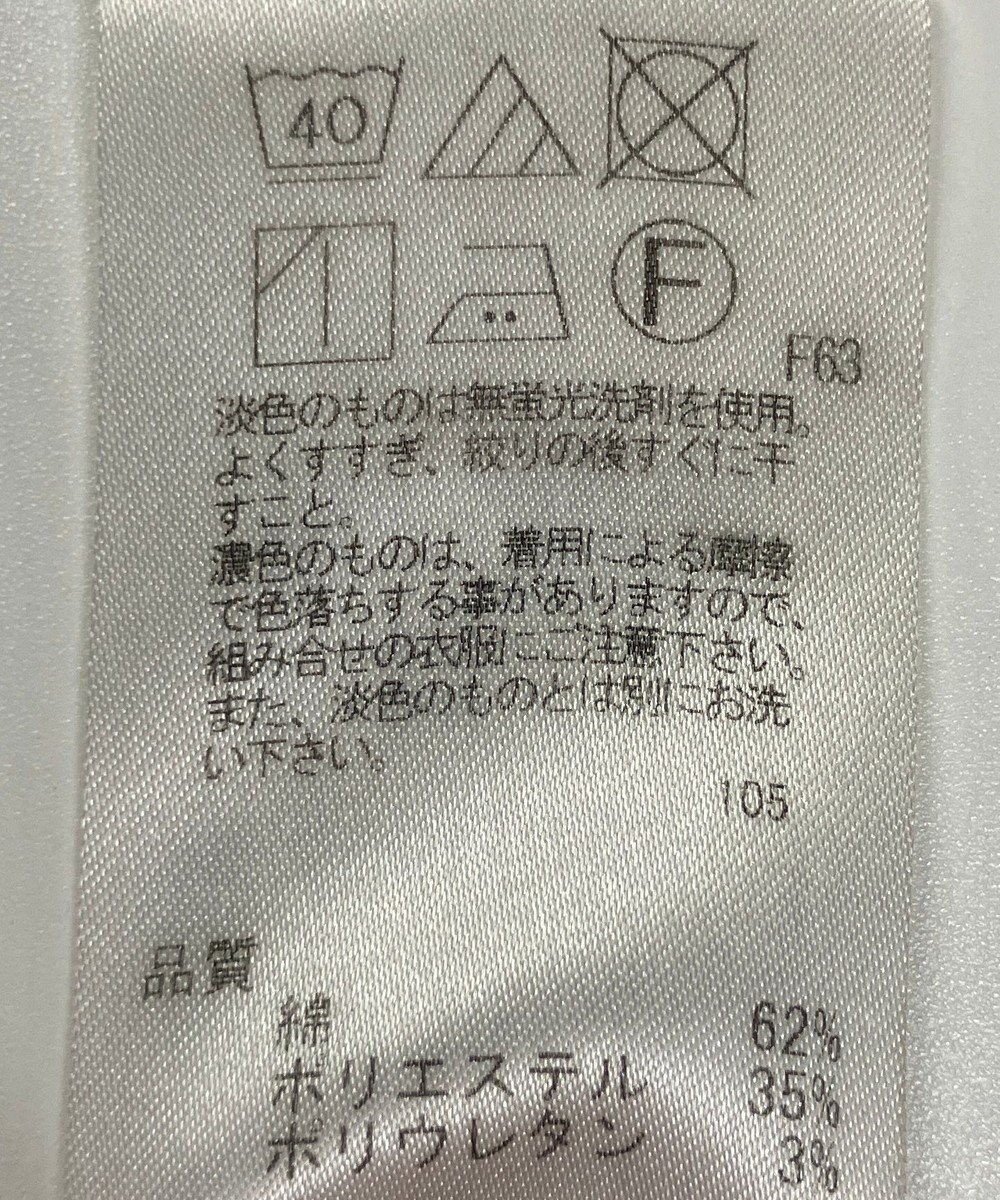 40
F
F63
淡色のものは無蛍光洗剤を使用。
よくすすぎ、絞りの後すぐに干
すこと。
濃色のものは、着用による摩擦
で色落ちする事がありますので、
組み合せの衣服にご注意下さい。
また、淡色のものとは別にお洗
い下さい。
105
品質
綿 62%
ポリエステル 35%
ポリウレタン 3%